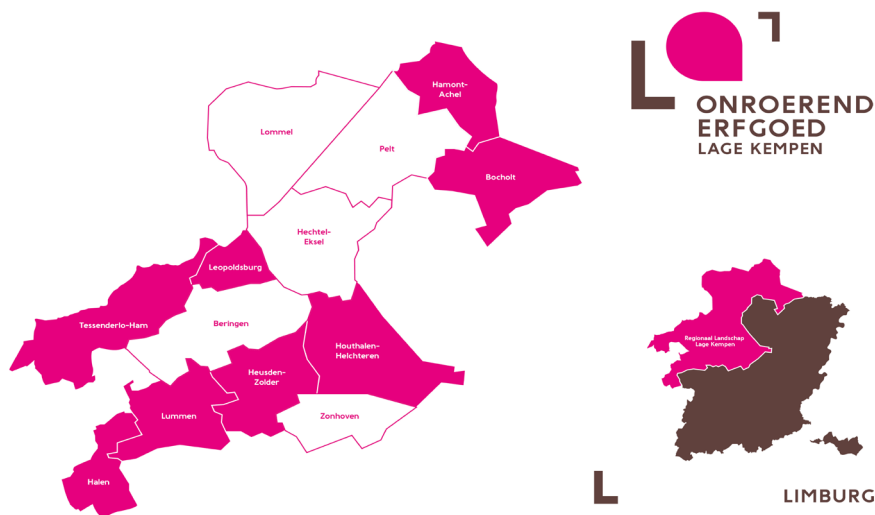 ONROEREND
ERFGOED
LAGE KEMPEN
Hamont-
Achel
Lommel
Pelt
Bocholt
Hechtel-
Eksel
Leopoldsburg
Tessenderlo-Ham
Beringen
Houthalen-
Helchteren
Heusden-
Zolder
Lummen
Zonhoven
Halen
Regionaal Landschap
Lage Kempen
LIMBURG